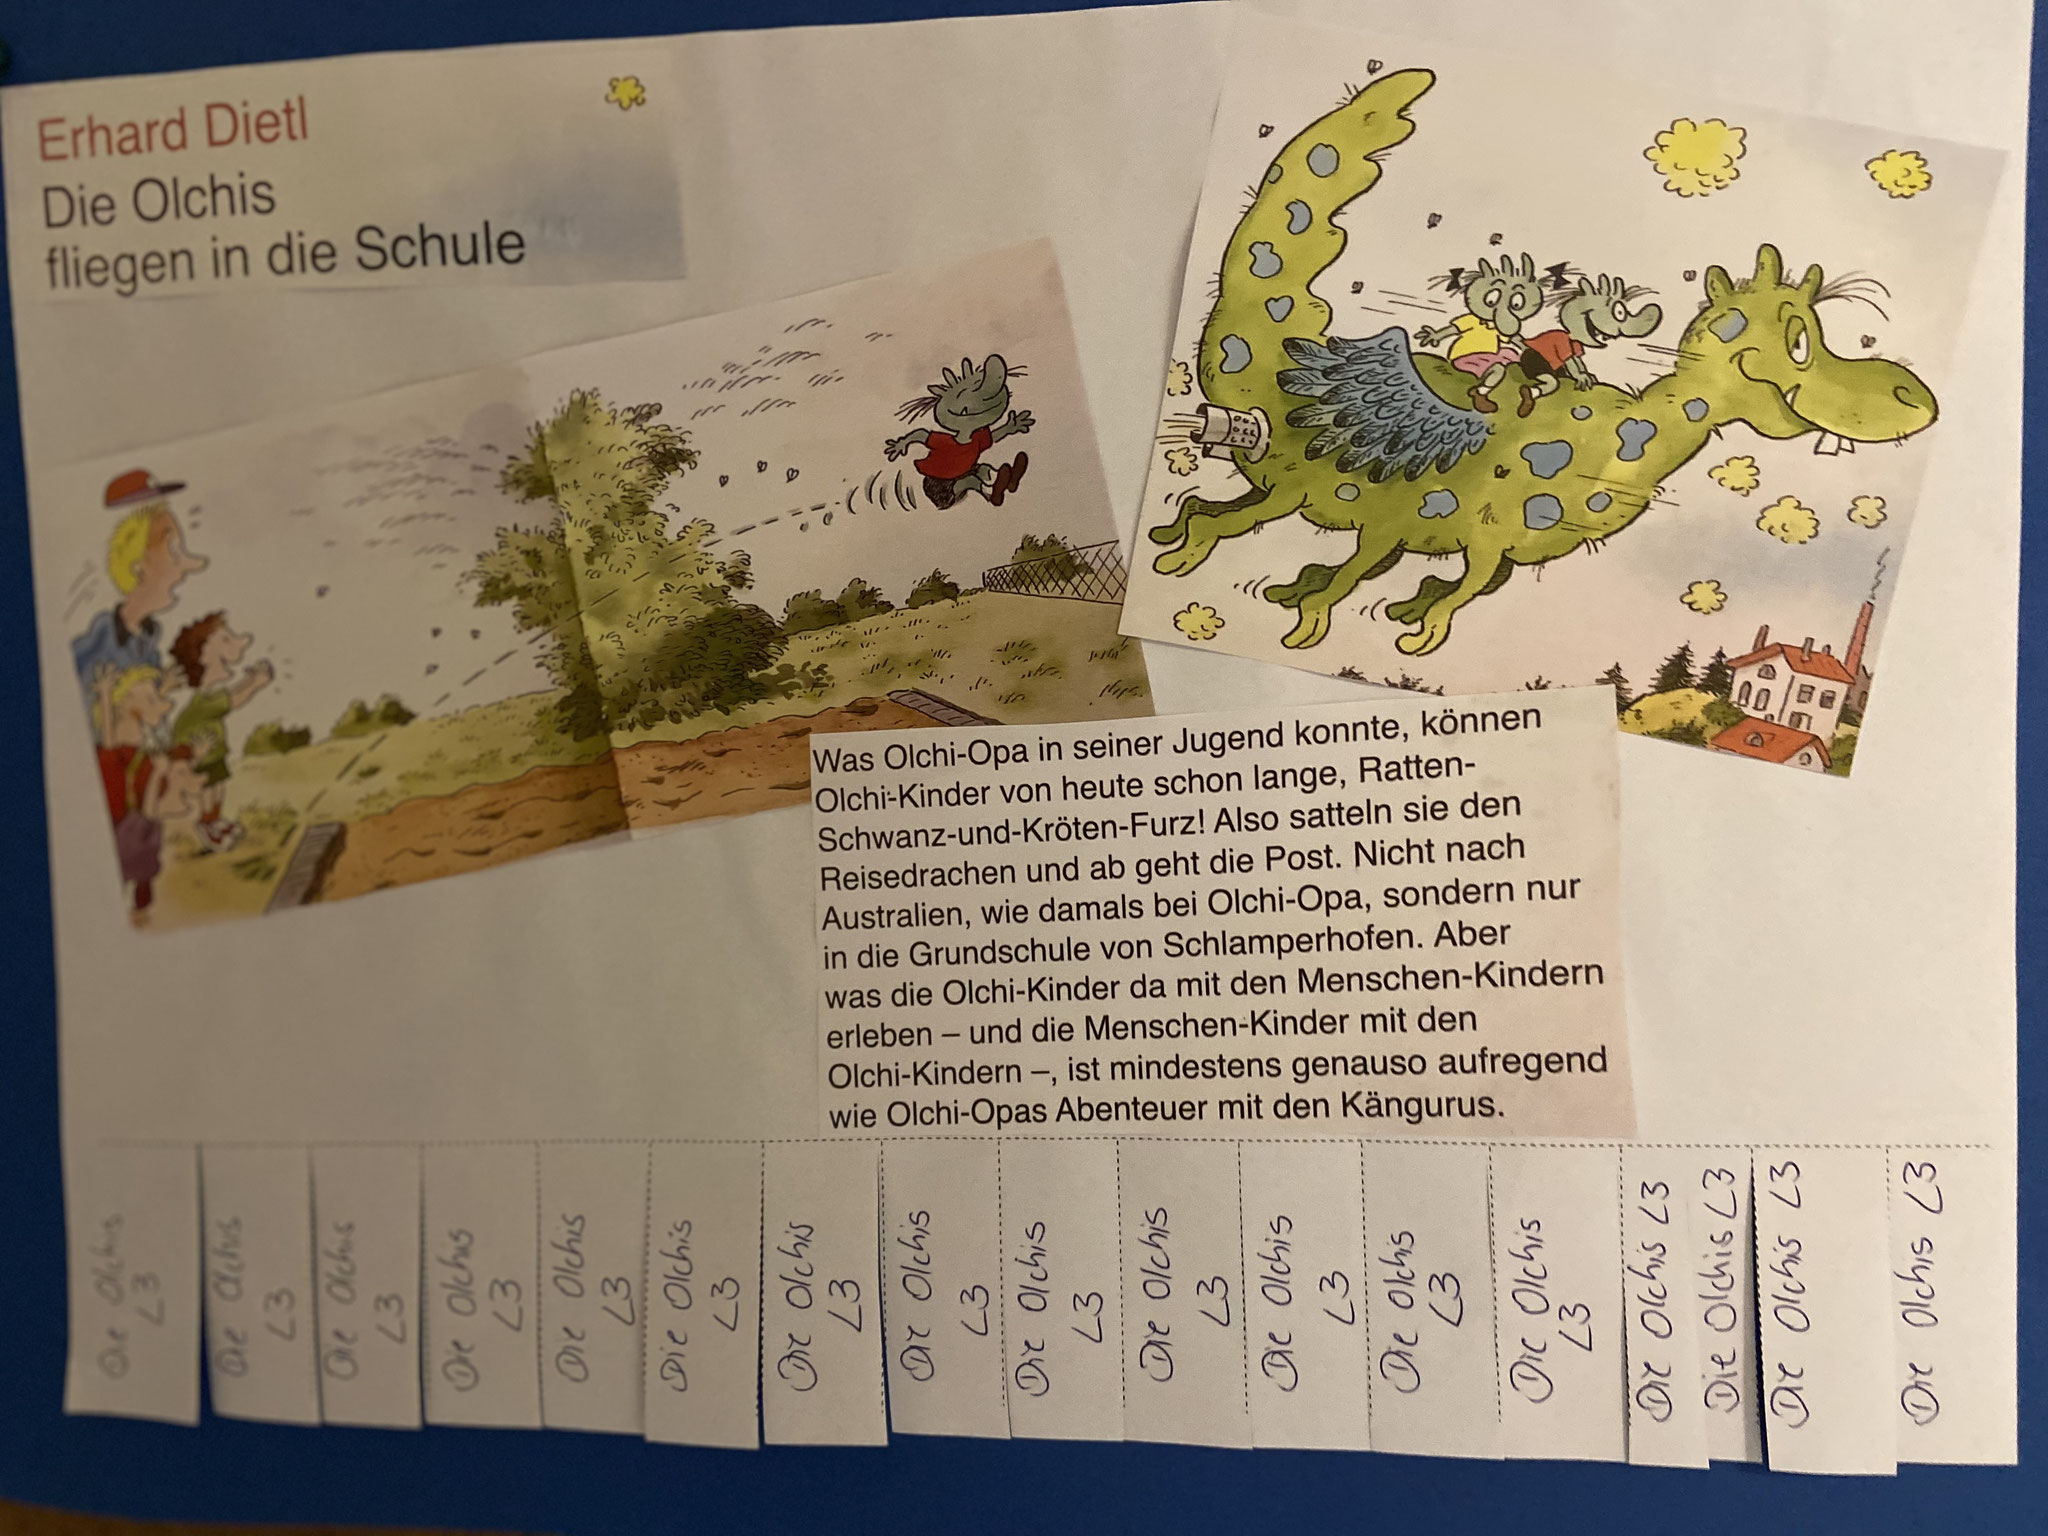 Erhard Dietl
Die Olchis
fliegen in die Schule
Was Olchi-Opa in seiner Jugend konnte, können
Olchi-Kinder von heute schon lange, Ratten-
Schwanz-und-Kröten-Furz! Also satteln sie den
Reisedrachen und ab geht die Post. Nicht nach
Australien, wie damals bei Olchi-Opa, sondern nur
in die Grundschule von Schlamperhofen. Aber
was die Olchi-Kinder da mit den Menschen-Kindern
erleben – und die Menschen-Kinder mit den
Olchi-Kindern –, ist mindestens genauso aufregend
wie Olchi-Opas Abenteuer mit den Kängurus.
Die Olchis
<3
Die Olchis
<3
Die Olchis
<3
Die Olchis
<3
Die Olchis
<3
Die Olchis
<3
Die Olchis
<3
Die Olchis
<3
Die Olchis
<3
Die Olchis
<3
Die Olchis
<3
Die Olchis
<3
Die Olchis
<3
Die Olchis <3
Die Olchis <3
Die Olchis <3
Die Olchis <3